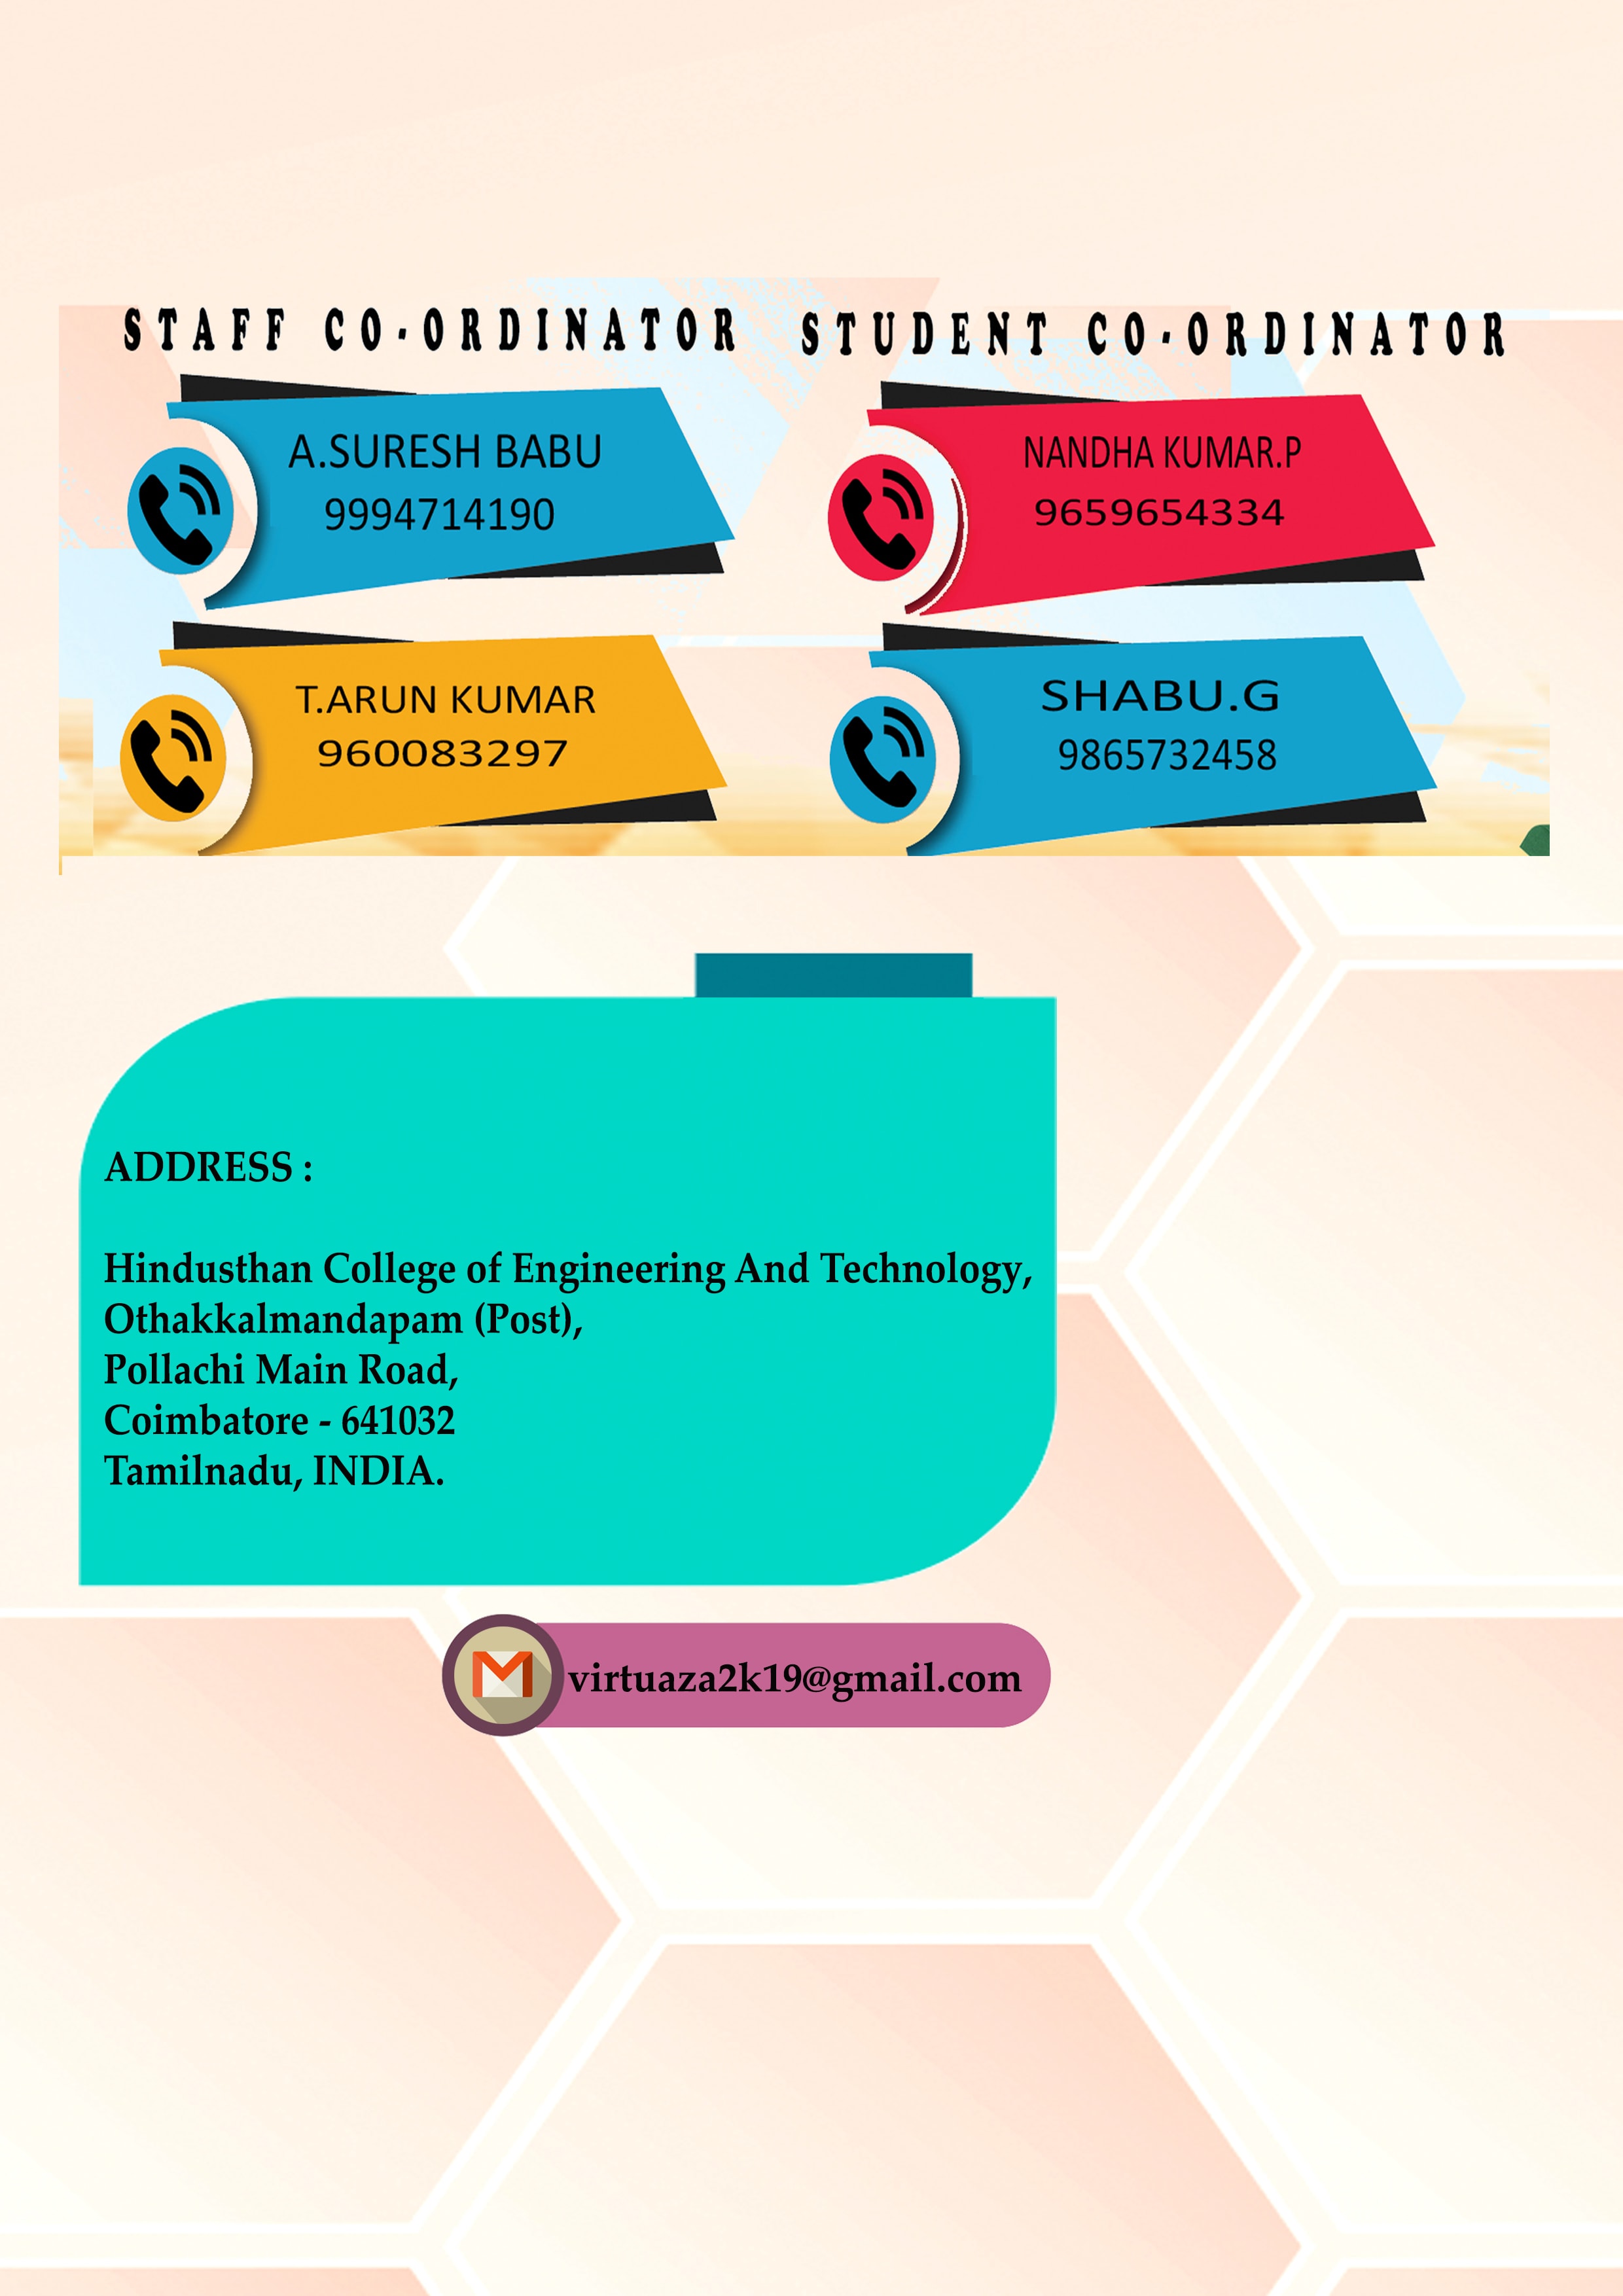 STAFF CO-ORDINATOR
A.SURESH BABU
9994714190
T.ARUN KUMAR
960083297
STUDENT CO-ORDINATOR
NANDHA KUMAR.P
9659654334
SHABU.G
9865732458
ADDRESS :
Hindusthan College of Engineering And Technology,
Othakkalmandapam (Post),
Pollachi Main Road,
Coimbatore - 641032
Tamilnadu, INDIA.
virtuaza2k19@gmail.com